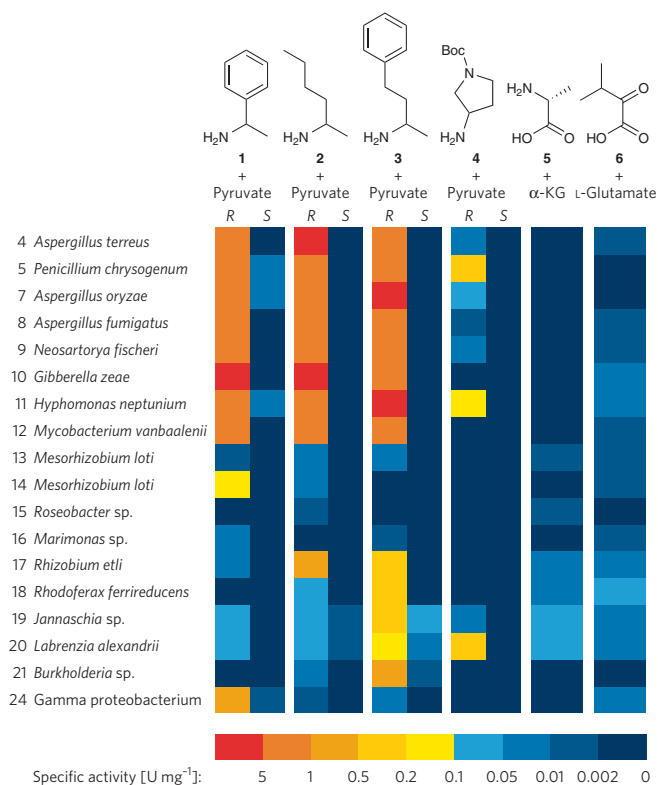 Boc
N
H₂N
H₂N
H₂N
H₂N
H₂N
HO
O
O
HO
O
1 2 3 4 5 6
+ + + + + +
Pyruvate Pyruvate Pyruvate Pyruvate α-KG L-Glutamate
R S R S R S R S
4 Aspergillus terreus
5 Penicillium chrysogenum
7 Aspergillus oryzae
8 Aspergillus fumigatus
9 Neosartorya fischeri
10 Gibberella zeae
11 Hyphomonas neptunium
12 Mycobacterium vanbaalenii
13 Mesorhizobium loti
14 Mesorhizobium loti
15 Roseobacter sp.
16 Marimonas sp.
17 Rhizobium etli
18 Rhodoferax ferrireducens
19 Jannaschia sp.
20 Labrenzia alexandrii
21 Burkholderia sp.
24 Gamma proteobacterium
Specific activity [U mg⁻¹]: 5 1 0.5 0.2 0.1 0.05 0.01 0.002 0